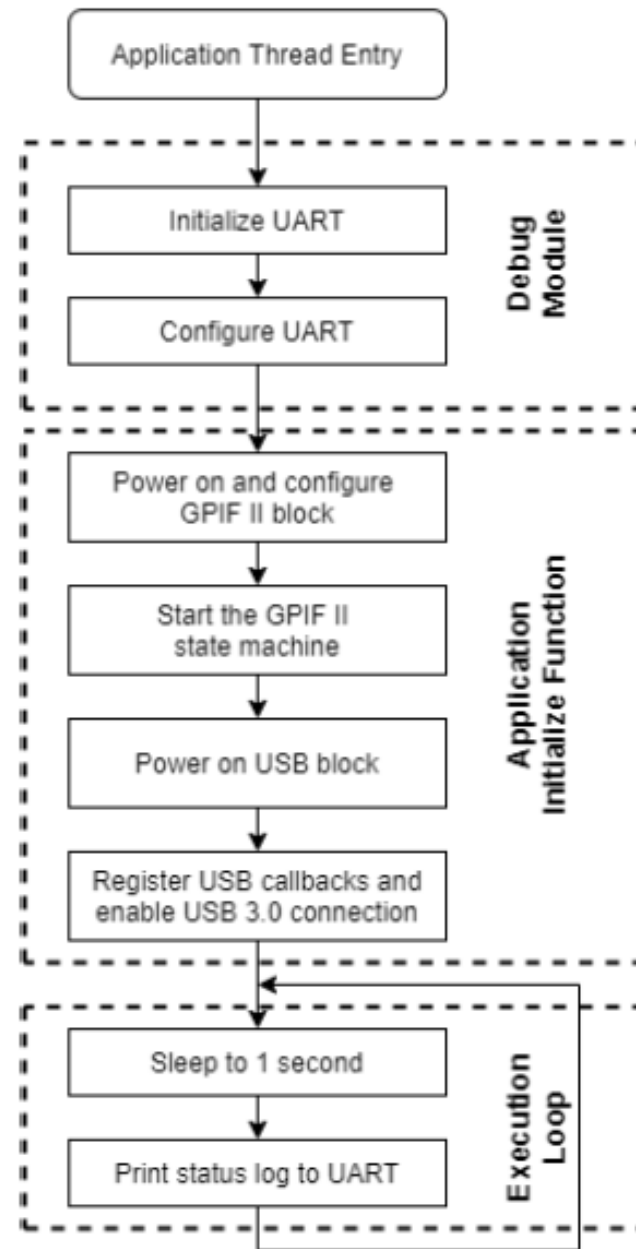 Application Thread Entry
Initialize UART
Configure UART
Debug
Module
Power on and configure
GPIF II block
Start the GPIF II
state machine
Power on USB block
Register USB callbacks and
enable USB 3.0 connection
Application
Initialize Function
Sleep to 1 second
Print status log to UART
Execution
Loop